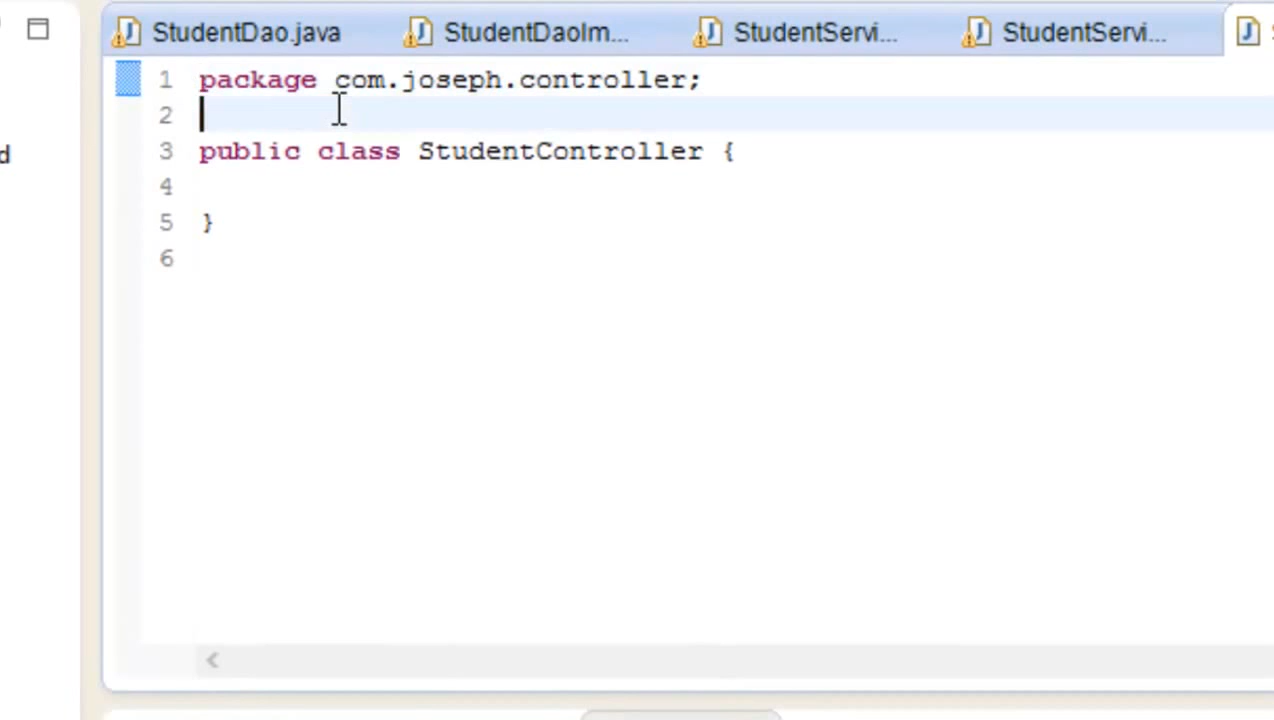 StudentDao.java StudentDaoIm... StudentServi... StudentServi...
1 package com.joseph.controller;
2
3 public class StudentController {
4
5 }
6
d